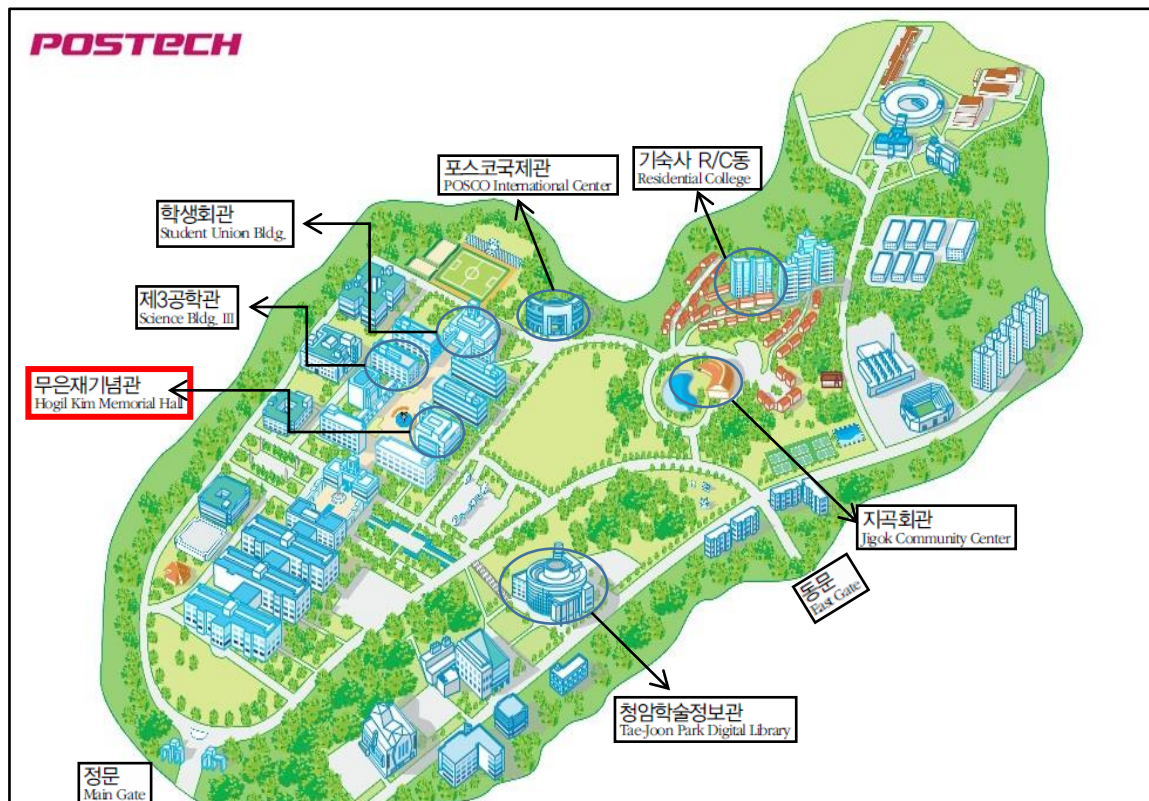 POSTECH
기숙사 R/C동
Residential College
포스코국제관
POSCO International Center
학생회관
Student Union Bldg.
제3공학관
Science Bldg. III
무은재기념관
Hogil Kim Memorial Hall
지곡회관
Jigok Community Center
동문
East Gate
청암학술정보관
Tae-Joon Park Digital Library
정문
Main Gate